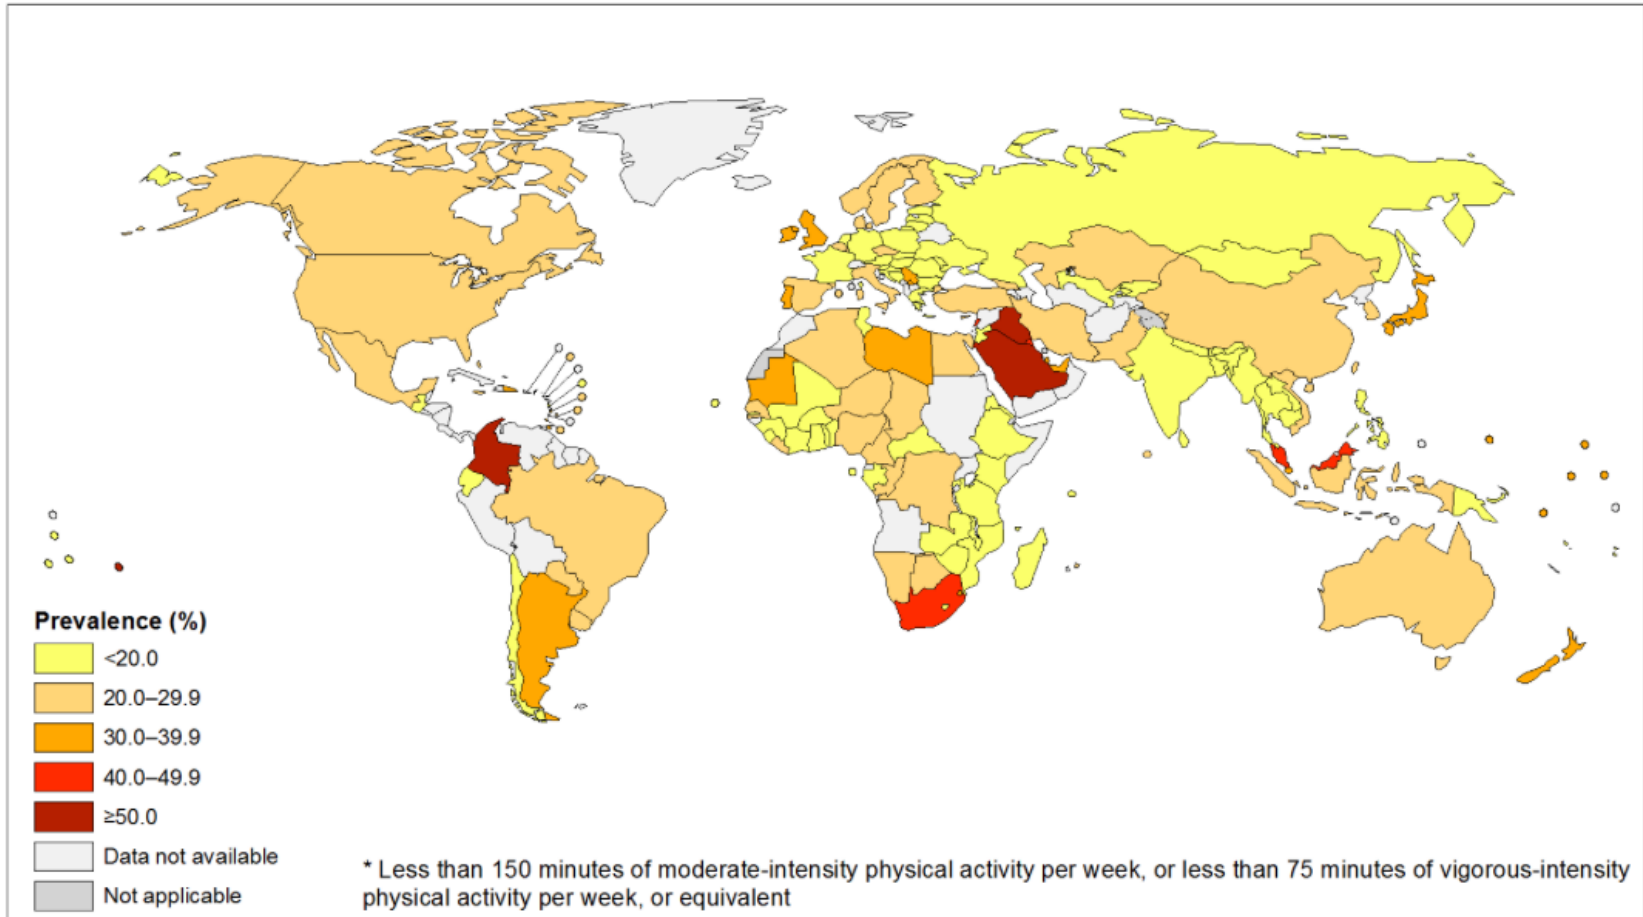 Prevalence (%)
<20.0
20.0–29.9
30.0–39.9
40.0–49.9
≥50.0
Data not available
Not applicable
* Less than 150 minutes of moderate-intensity physical activity per week, or less than 75 minutes of vigorous-intensity
physical activity per week, or equivalent